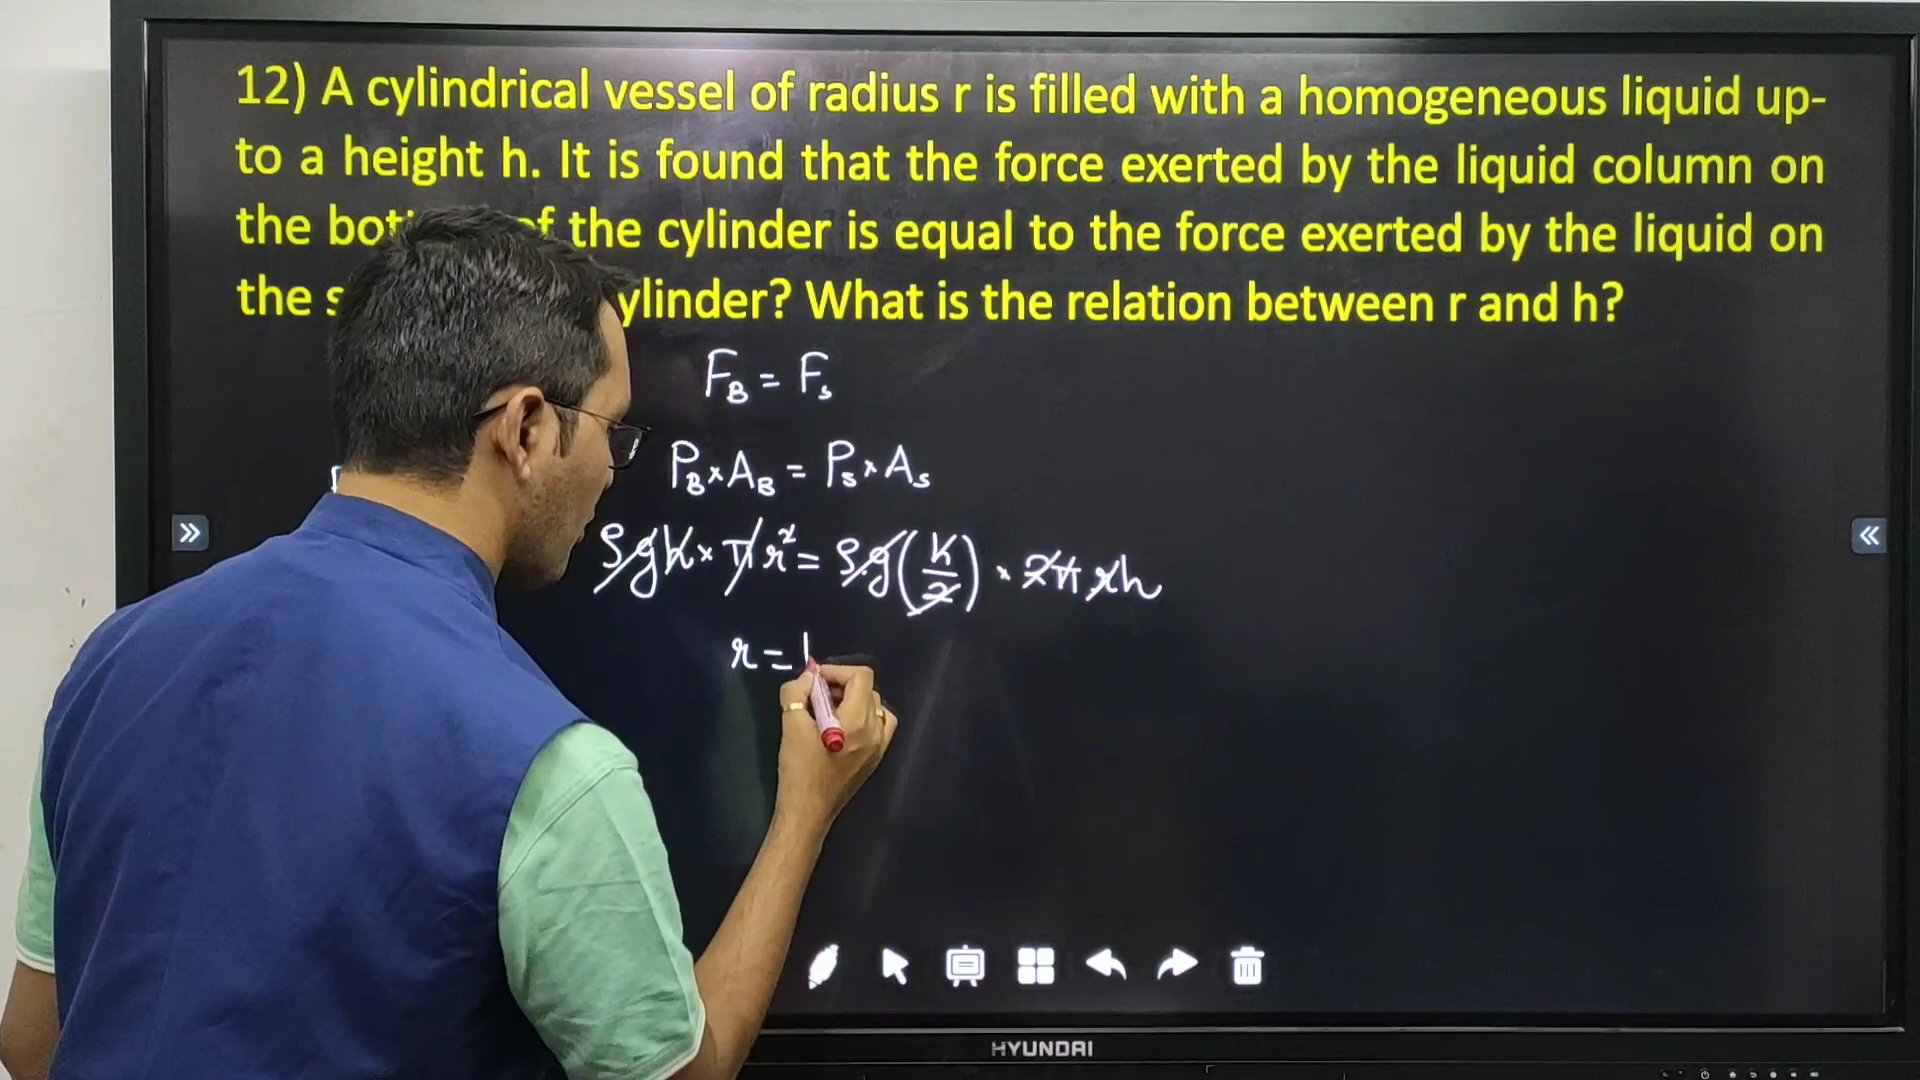 12) A cylindrical vessel of radius r is filled with a homogeneous liquid up-
to a height h. It is found that the force exerted by the liquid column on
the of the cylinder is equal to the force exerted by the liquid on
the ylinder? What is the relation between r and h?
F_B = F_s
P_B × A_B = P_s × A_s
ρgh × πr² = ρg(h/2) × 2πrh
r =
HYUNDAI